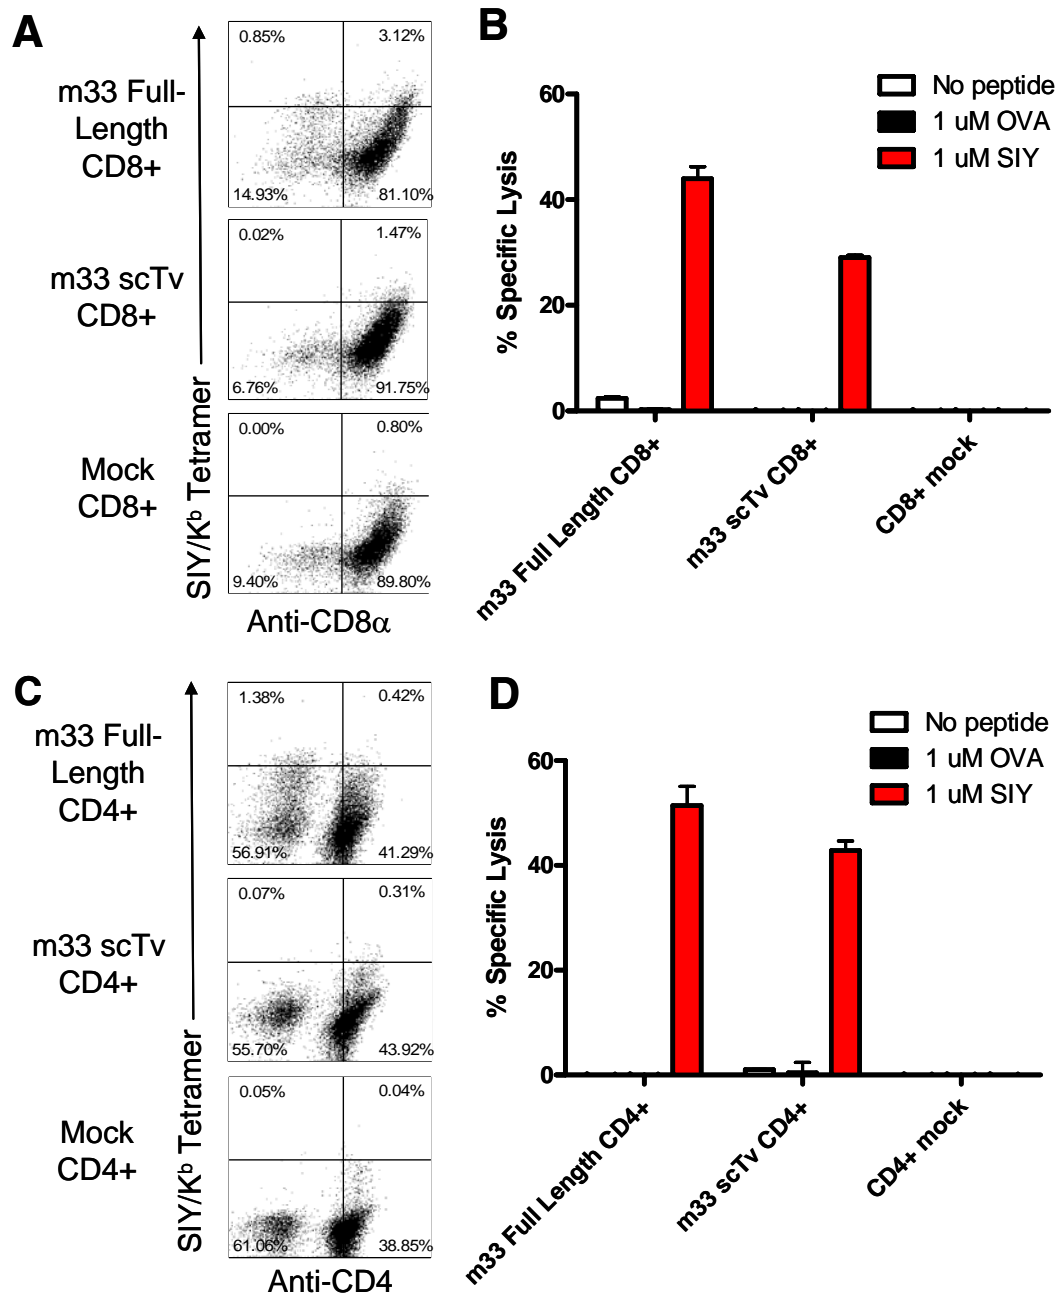 A
m33 Full-
Length
CD8+
0.85%
3.12%
14.93%
81.10%
m33 scTv
CD8+
0.02%
1.47%
6.76%
91.75%
Mock
CD8+
0.00%
0.80%
9.40%
89.80%
SIY/Kᵇ Tetramer
Anti-CD8α
B
No peptide
1 uM OVA
1 uM SIY
% Specific Lysis
60
40
20
0
m33 Full Length CD8+
m33 scTv CD8+
CD8+ mock
C
m33 Full-
Length
CD4+
1.38%
0.42%
56.91%
41.29%
m33 scTv
CD4+
0.07%
0.31%
55.70%
43.92%
Mock
CD4+
0.05%
0.04%
61.06%
38.85%
SIY/Kᵇ Tetramer
Anti-CD4
D
No peptide
1 uM OVA
1 uM SIY
% Specific Lysis
60
40
20
0
m33 Full Length CD4+
m33 scTv CD4+
CD4+ mock